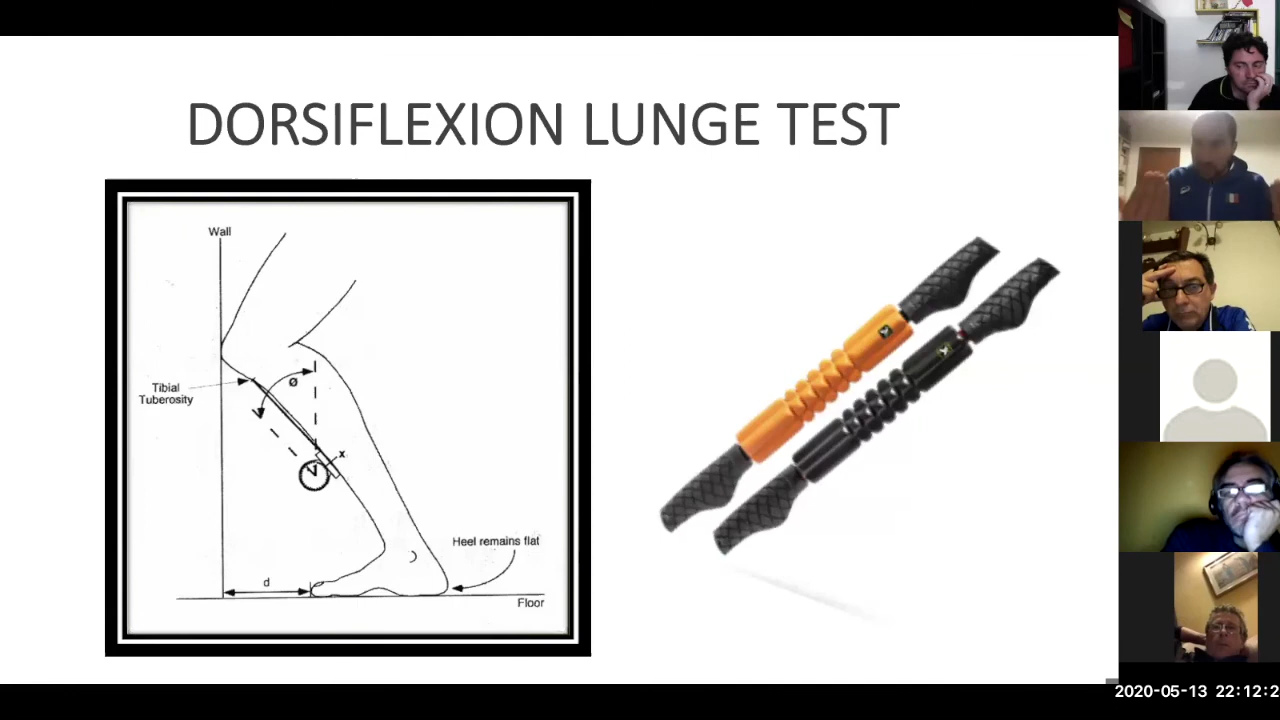 DORSIFLEXION LUNGE TEST
Wall
Tibial
Tuberosity
ø
x
Heel remains flat
d
Floor
2020-05-13 22:12:2